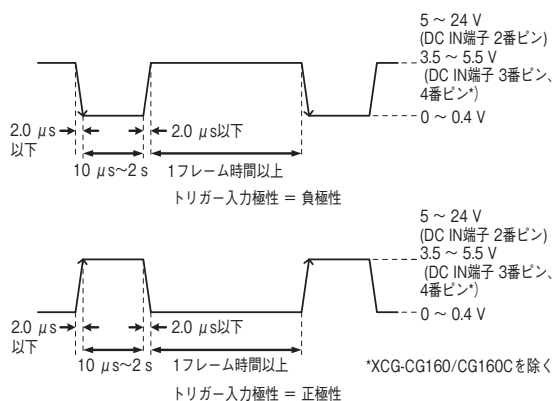 5 ～ 24 V
(DC IN端子 2番ピン)
3.5 ～ 5.5 V
(DC IN端子 3番ピン、
4番ピン*)
0 ～ 0.4 V
2.0 μs
以下
2.0 μs以下
10 μs～2 s
1フレーム時間以上
トリガー入力極性 ＝ 負極性
5 ～ 24 V
(DC IN端子 2番ピン)
3.5 ～ 5.5 V
(DC IN端子 3番ピン、
4番ピン*)
0 ～ 0.4 V
2.0 μs
以下
2.0 μs以下
10 μs～2 s
1フレーム時間以上
*XCG-CG160/CG160Cを除く
トリガー入力極性 ＝ 正極性